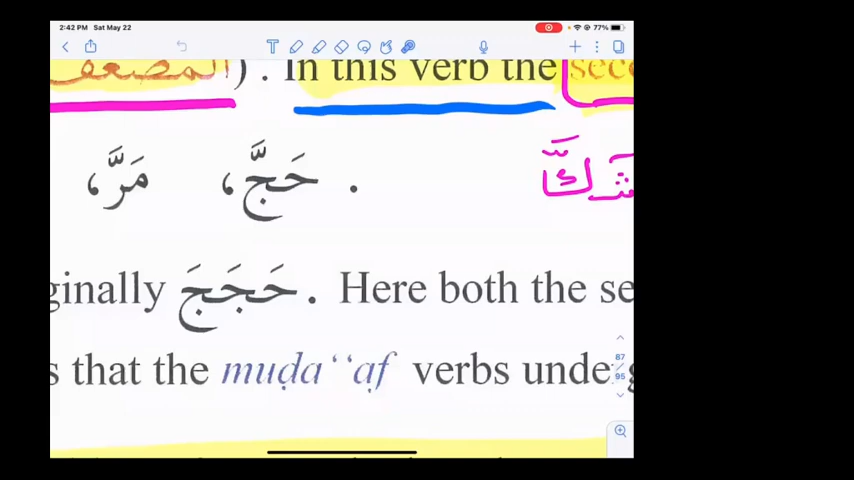 2:42 PM Sat May 22
77%
المضعف) . In this verb the
حَجَّ، مَرَّ، .
شَكَّ
ginally حَجَجَ. Here both the se
87
95
s that the muḍa‘‘af verbs unde